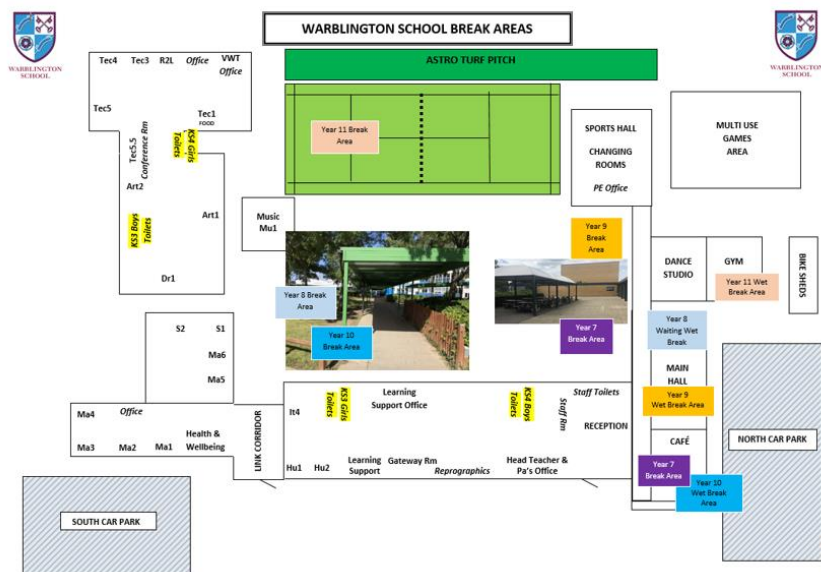 WARBLINGTON SCHOOL BREAK AREAS
WARBLINGTON
SCHOOL
WARBLINGTON
SCHOOL
ASTRO TURF PITCH
Tec4 Tec3 R2L Office VWT
Office
Tec5
Tec1
FOOD
Tec5.5
Conference Rm
KS4 Girls
Toilets
Art2
KS3 Boys
Toilets
Art1
Dr1
Year 11 Break
Area
SPORTS HALL
CHANGING
ROOMS
PE Office
MULTI USE
GAMES
AREA
Music
Mu1
Year 9
Break
Area
DANCE
STUDIO
GYM
BIKE SHEDS
Year 11 Wet
Break Area
Year 8 Break
Area
Year 10
Break Area
Year 7
Break Area
Year 8
Waiting Wet
Break
MAIN
HALL
Year 9
Wet Break Area
CAFÉ
Year 7
Break Area
Year 10
Wet Break
Area
NORTH CAR PARK
S2 S1
Ma6
Ma5
Ma4 Office
Ma3 Ma2 Ma1 Health &
Wellbeing
LINK CORRIDOR
It4
KS3 Girls
Toilets
Learning
Support Office
KS4 Boys
Toilets
Staff Toilets
Staff Rm
RECEPTION
Hu1 Hu2 Learning
Support
Gateway Rm
Reprographics
Head Teacher &
Pa's Office
SOUTH CAR PARK